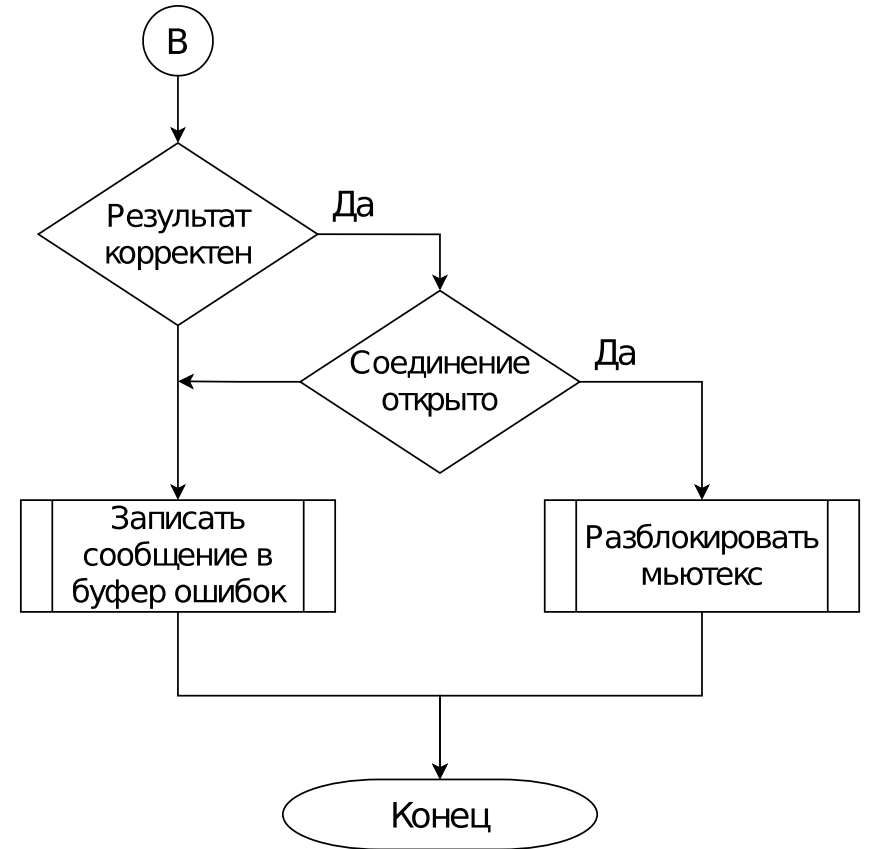 В
Да
Результат
корректен
Да
Соединение
открыто
Записать
сообщение в
буфер ошибок
Разблокировать
мьютекс
Конец